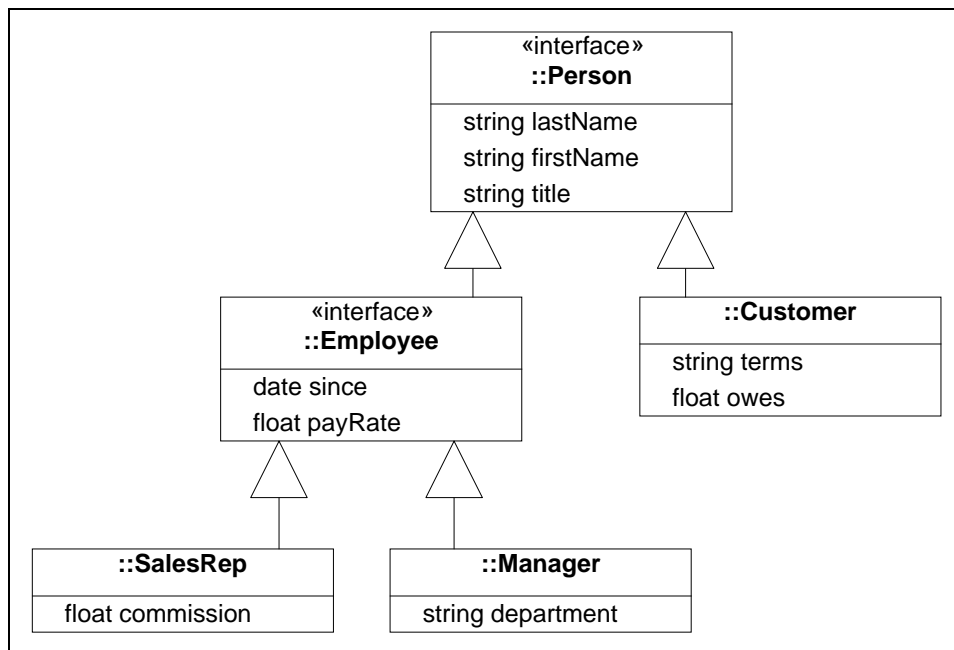 «interface»
::Person
string lastName
string firstName
string title
«interface»
::Employee
date since
float payRate
::Customer
string terms
float owes
::SalesRep
float commission
::Manager
string department